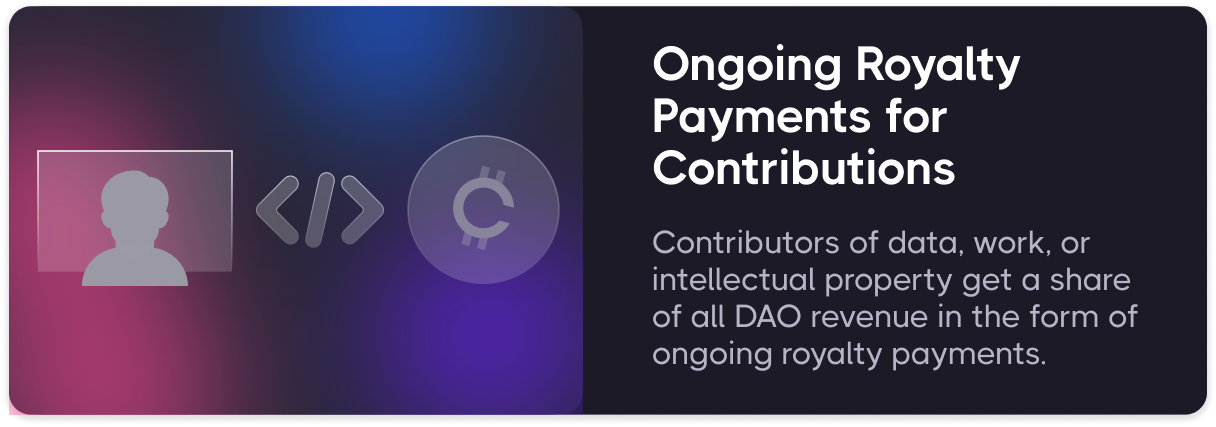 Ongoing Royalty
Payments for
Contributions
Contributors of data, work, or
intellectual property get a share
of all DAO revenue in the form of
ongoing royalty payments.